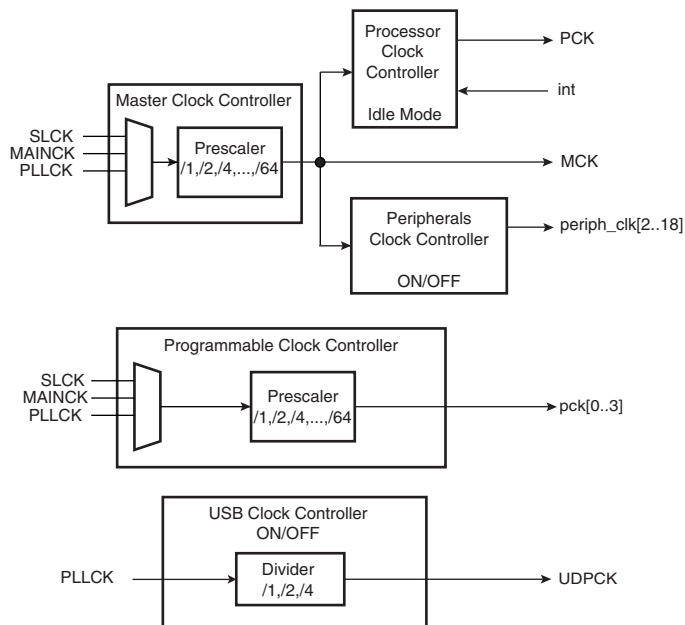 Processor
Clock
Controller
Idle Mode
PCK
int
Master Clock Controller
SLCK
MAINCK
PLLCK
Prescaler
/1,/2,/4,...,/64
MCK
Peripherals
Clock Controller
ON/OFF
periph_clk[2..18]
Programmable Clock Controller
SLCK
MAINCK
PLLCK
Prescaler
/1,/2,/4,...,/64
pck[0..3]
USB Clock Controller
ON/OFF
PLLCK
Divider
/1,/2,/4
UDPCK